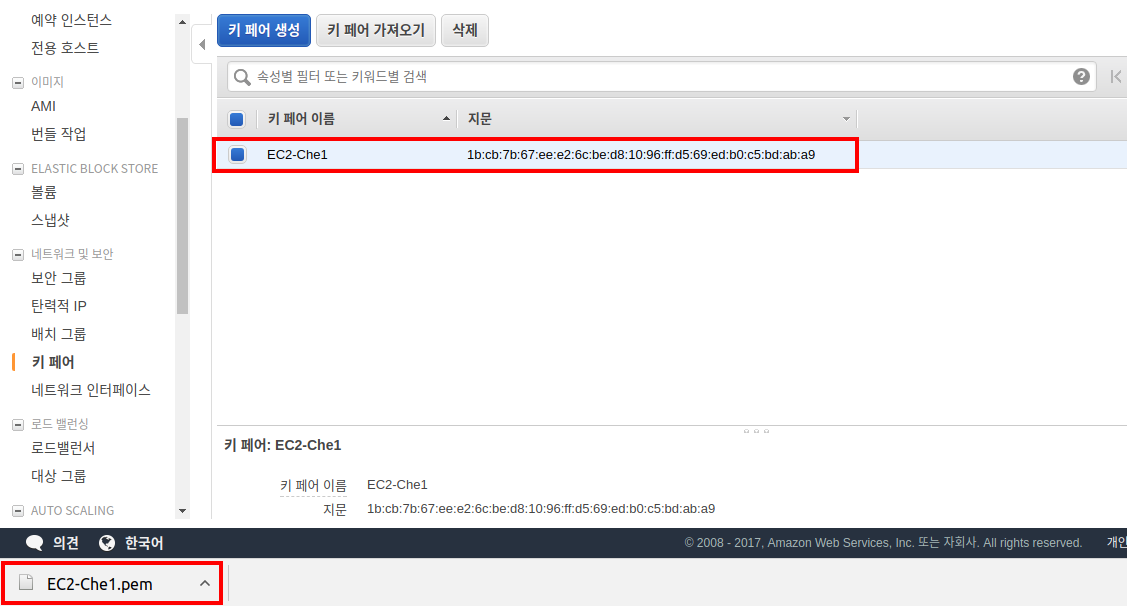 예약 인스턴스
전용 호스트
이미지
AMI
번들 작업
ELASTIC BLOCK STORE
볼륨
스냅샷
네트워크 및 보안
보안 그룹
탄력적 IP
배치 그룹
키 페어
네트워크 인터페이스
로드 밸런싱
로드밸런서
대상 그룹
AUTO SCALING
키 페어 생성 키 페어 가져오기 삭제
속성별 필터 또는 키워드별 검색
키 페어 이름 지문
EC2-Che1 1b:cb:7b:67:ee:e2:6c:be:d8:10:96:ff:d5:69:ed:b0:c5:bd:ab:a9
키 페어: EC2-Che1
키 페어 이름 EC2-Che1
지문 1b:cb:7b:67:ee:e2:6c:be:d8:10:96:ff:d5:69:ed:b0:c5:bd:ab:a9
의견 한국어 © 2008 - 2017, Amazon Web Services, Inc. 또는 자회사. All rights reserved. 개인
EC2-Che1.pem